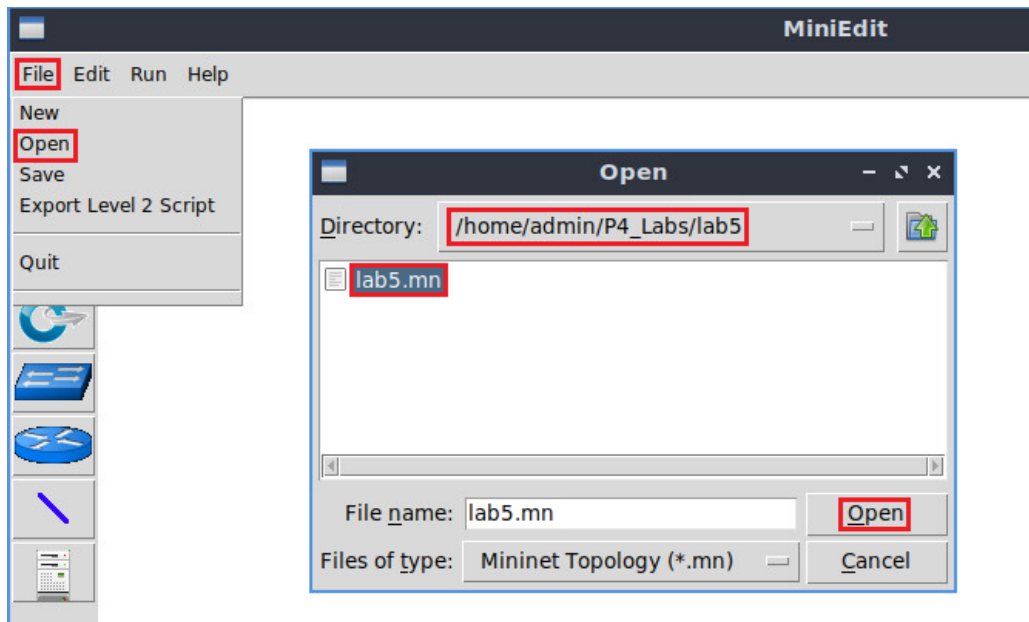 MiniEdit
File Edit Run Help
New
Open
Save
Export Level 2 Script
Quit
Open
Directory: /home/admin/P4_Labs/lab5
lab5.mn
File name: lab5.mn Open
Files of type: Mininet Topology (*.mn) Cancel